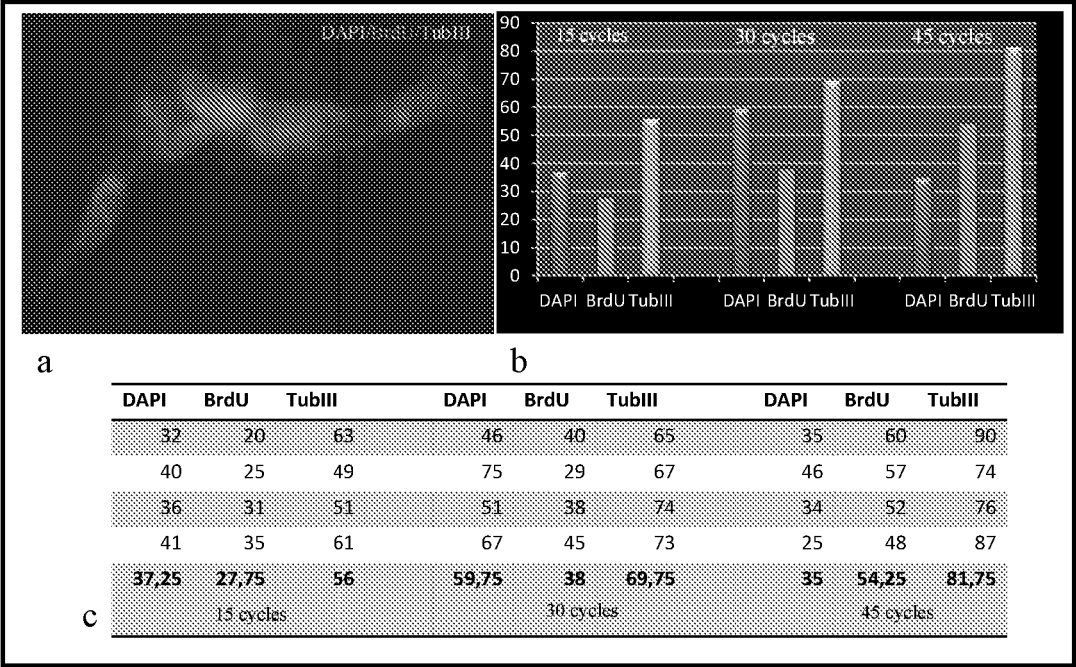 DAPI/BrdU/TubIII
90
80
70
60
50
40
30
20
10
0
15 cycles 30 cycles 45 cycles
DAPI BrdU TubIII DAPI BrdU TubIII DAPI BrdU TubIII
a b
DAPI BrdU TubIII DAPI BrdU TubIII DAPI BrdU TubIII
32 20 63 46 40 65 35 60 90
40 25 49 75 29 67 46 57 74
36 31 51 51 38 74 34 52 76
41 35 61 67 45 73 25 48 87
37,25 27,75 56 59,75 38 69,75 35 54,25 81,75
c 15 cycles 30 cycles 45 cycles